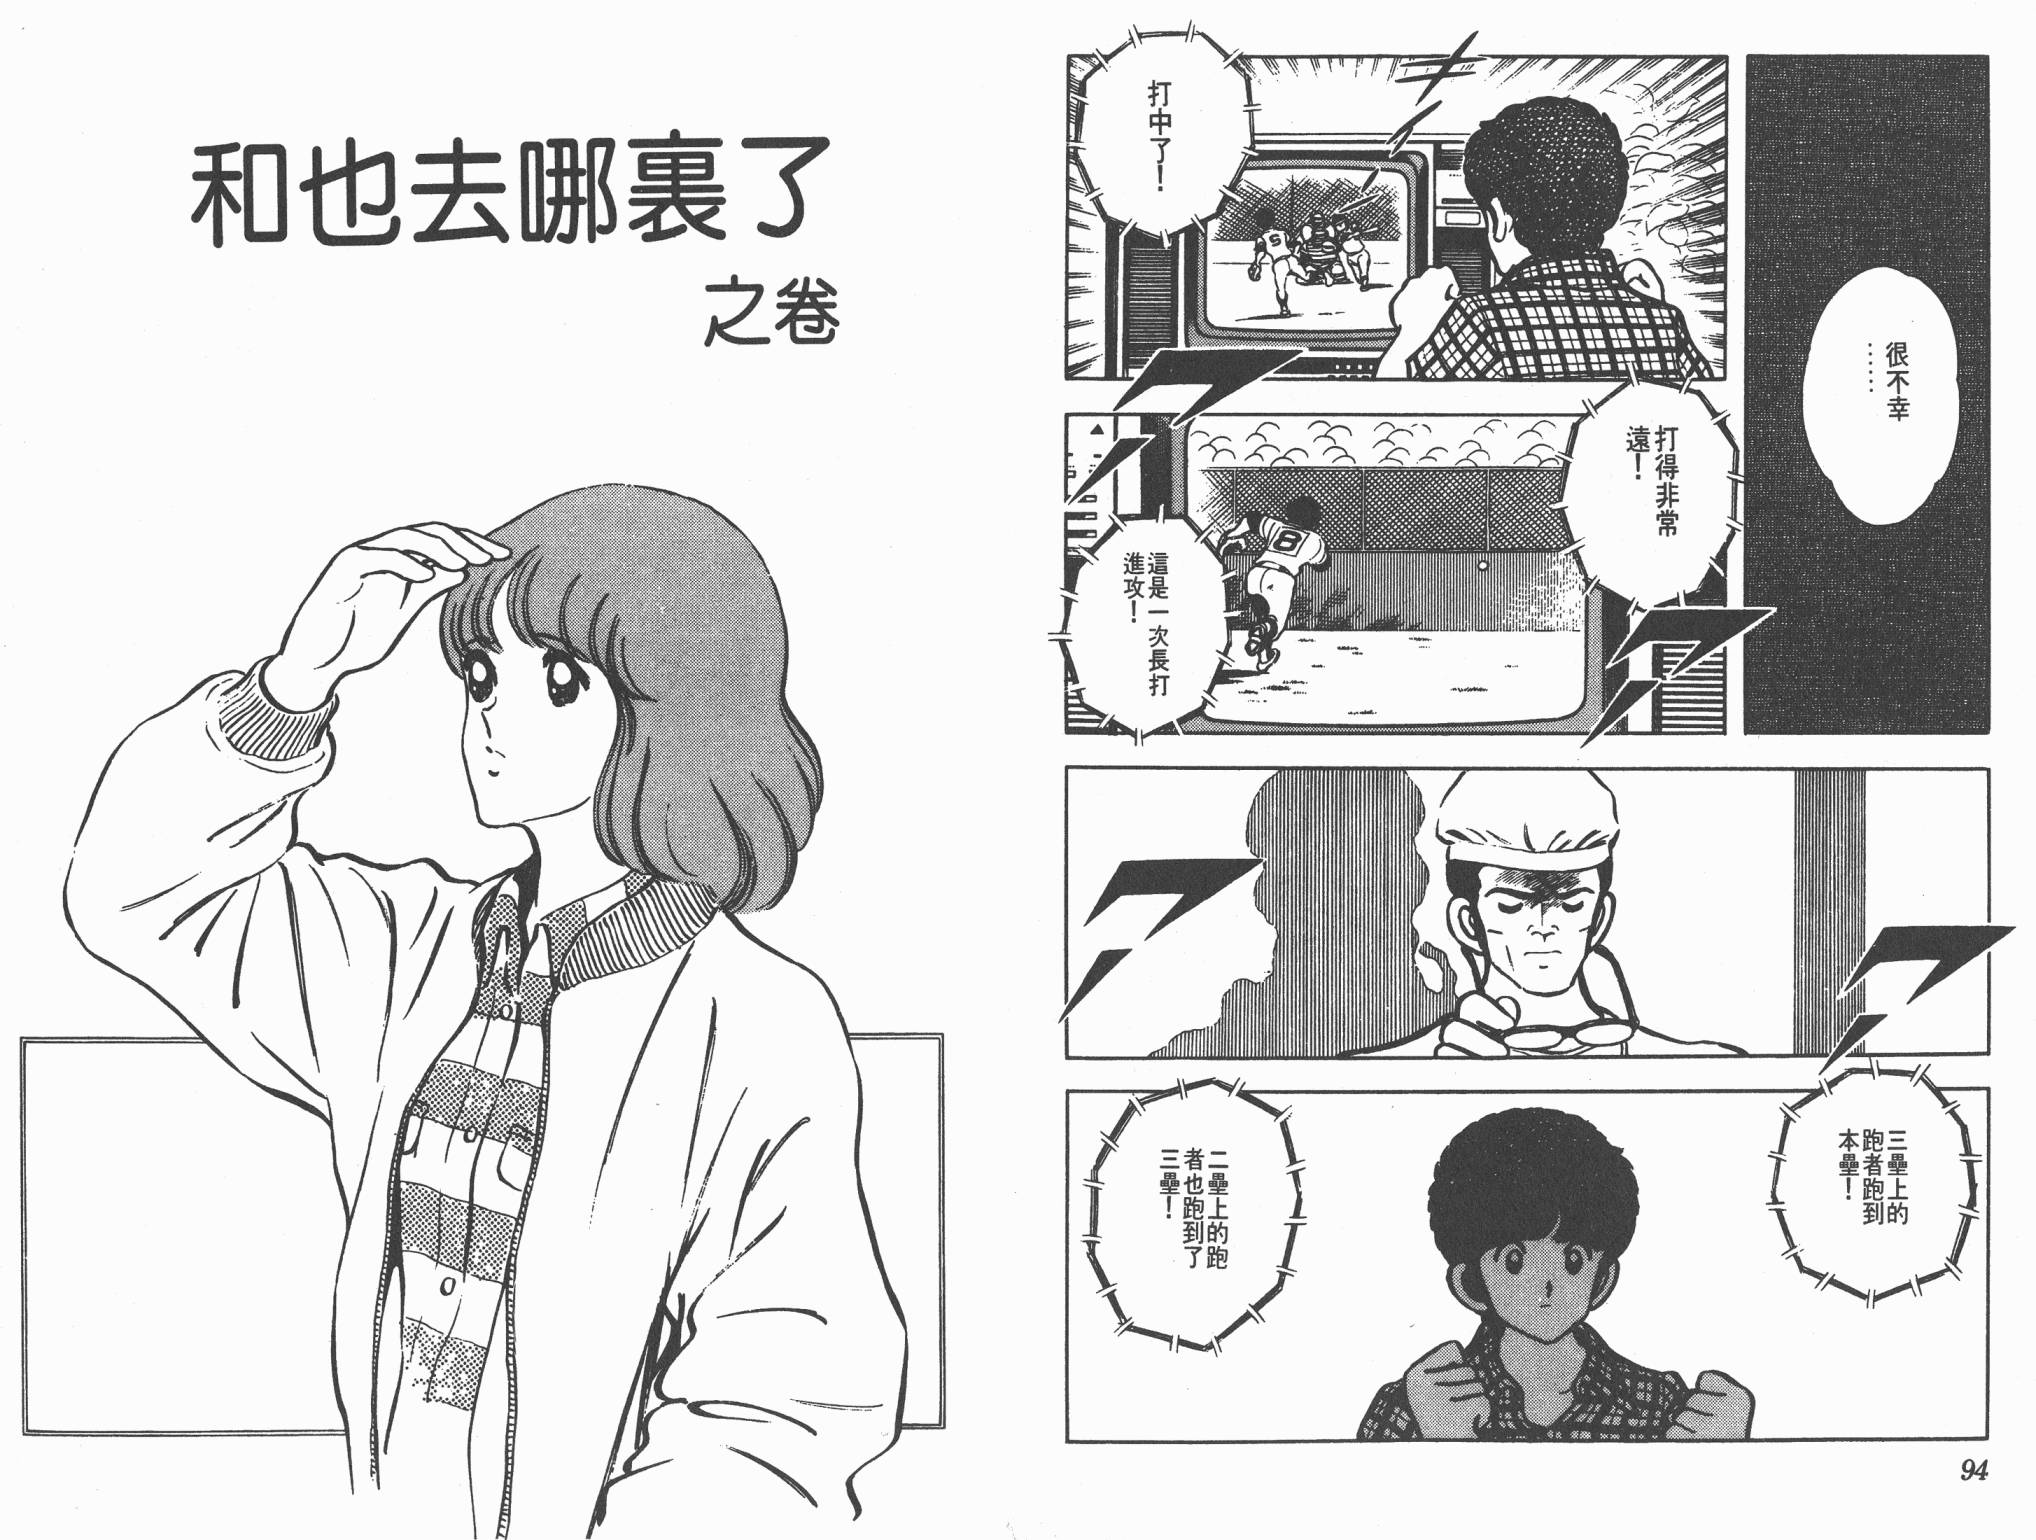 很不幸
……
打中了！
打得非常
遠！
這是一次長打
進攻！
三壘上的
跑者跑到
本壘！
二壘上的跑
者也跑到了
三壘！
94
和也去哪裏了
之卷